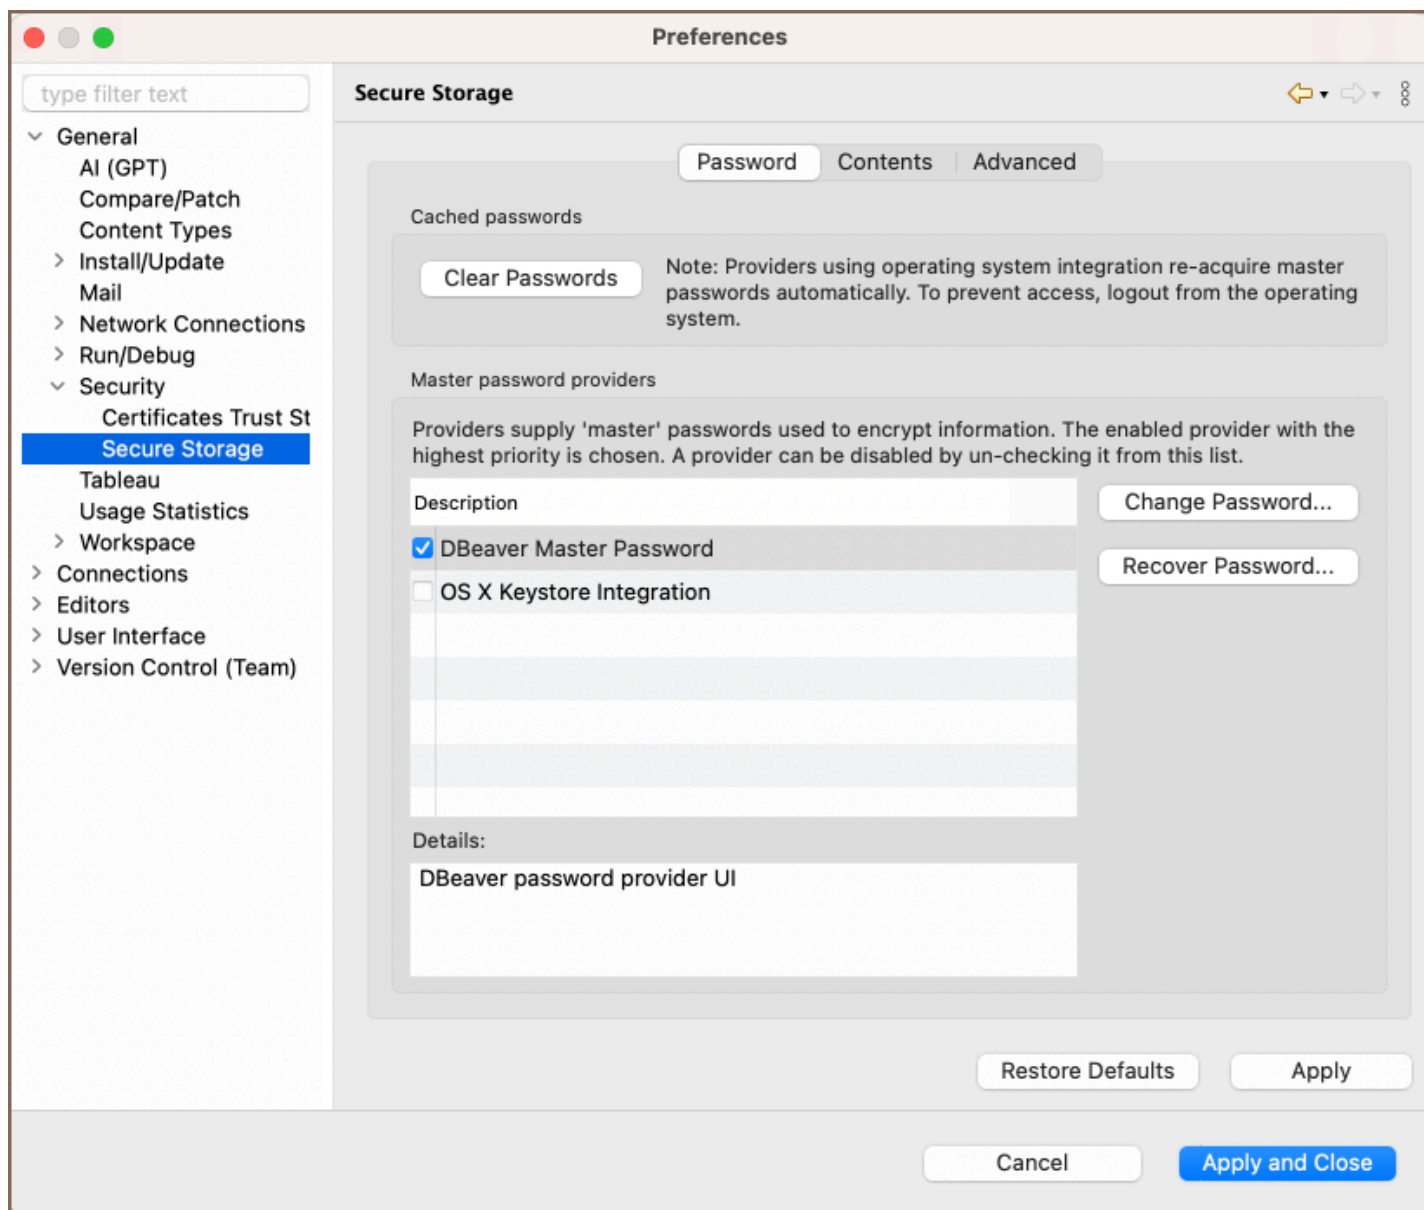 Preferences
type filter text
General
AI (GPT)
Compare/Patch
Content Types
Install/Update
Mail
Network Connections
Run/Debug
Security
Certificates Trust St
Secure Storage
Tableau
Usage Statistics
Workspace
Connections
Editors
User Interface
Version Control (Team)
Secure Storage
Password Contents Advanced
Cached passwords
Clear Passwords
Note: Providers using operating system integration re-acquire master
passwords automatically. To prevent access, logout from the operating
system.
Master password providers
Providers supply 'master' passwords used to encrypt information. The enabled provider with the
highest priority is chosen. A provider can be disabled by un-checking it from this list.
Description
DBeaver Master Password
OS X Keystore Integration
Change Password...
Recover Password...
Details:
DBeaver password provider UI
Restore Defaults Apply
Cancel Apply and Close